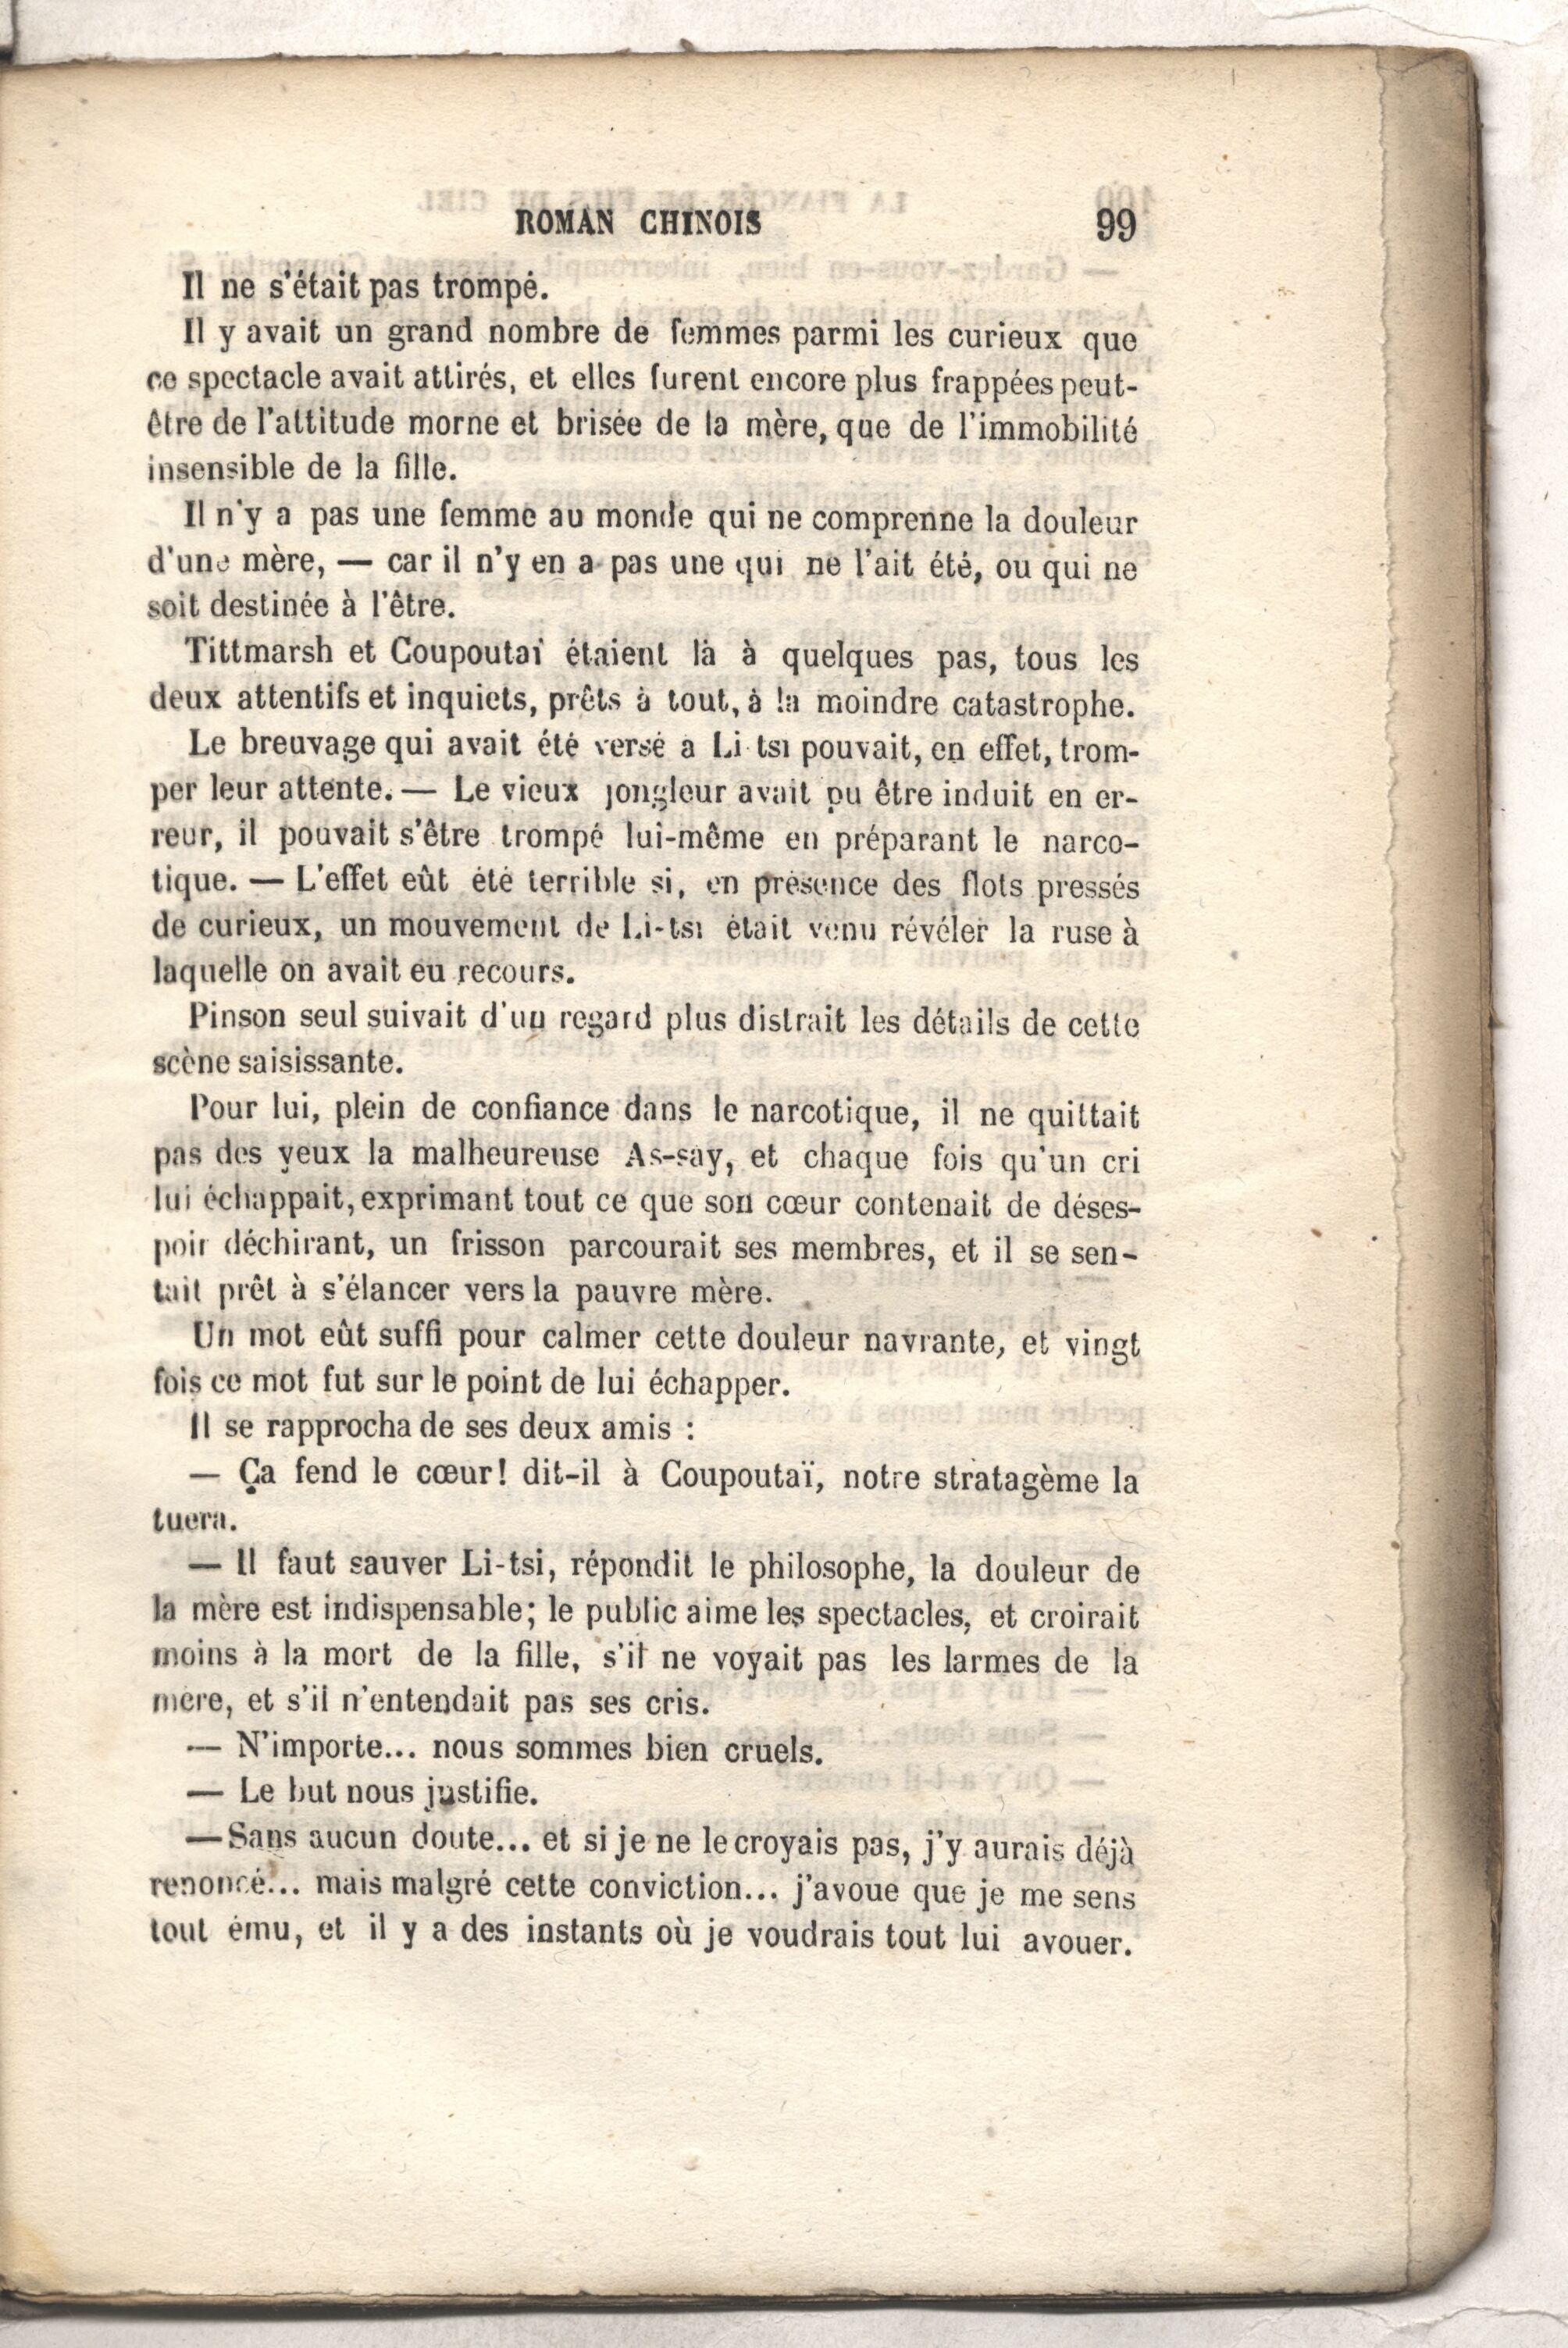 ROMAN CHINOIS 99
Il ne s'était pas trompé.
Il y avait un grand nombre de femmes parmi les curieux que
ce spectacle avait attirés, et elles furent encore plus frappées peut-
être de l'attitude morne et brisée de la mère, que de l'immobilité
insensible de la fille.
Il n'y a pas une femme au monde qui ne comprenne la douleur
d'une mère, — car il n'y en a pas une qui ne l'ait été, ou qui ne
soit destinée à l'être.
Tittmarsh et Coupoutaï étaient là à quelques pas, tous les
deux attentifs et inquiets, prêts à tout, à la moindre catastrophe.
Le breuvage qui avait été versé a Li tsi pouvait, en effet, trom-
per leur attente. — Le vieux jongleur avait pu être induit en er-
reur, il pouvait s'être trompé lui-même en préparant le narco-
tique. — L'effet eût été terrible si, en présence des flots pressés
de curieux, un mouvement de Li-tsi était venu révéler la ruse à
laquelle on avait eu recours.
Pinson seul suivait d'un regard plus distrait les détails de cette
scène saisissante.
Pour lui, plein de confiance dans le narcotique, il ne quittait
pas des yeux la malheureuse As-say, et chaque fois qu'un cri
lui échappait, exprimant tout ce que son cœur contenait de déses-
poir déchirant, un frisson parcourait ses membres, et il se sen-
tait prêt à s'élancer vers la pauvre mère.
Un mot eût suffi pour calmer cette douleur navrante, et vingt
fois ce mot fut sur le point de lui échapper.
Il se rapprocha de ses deux amis :
— Ça fend le cœur! dit-il à Coupoutaï, notre stratagème la
tuera.
— Il faut sauver Li-tsi, répondit le philosophe, la douleur de
la mère est indispensable; le public aime les spectacles, et croirait
moins à la mort de la fille, s'il ne voyait pas les larmes de la
mère, et s'il n'entendait pas ses cris.
— N'importe... nous sommes bien cruels.
— Le but nous justifie.
— Sans aucun doute... et si je ne le croyais pas, j'y aurais déjà
renoncé... mais malgré cette conviction... j'avoue que je me sens
tout ému, et il y a des instants où je voudrais tout lui avouer.